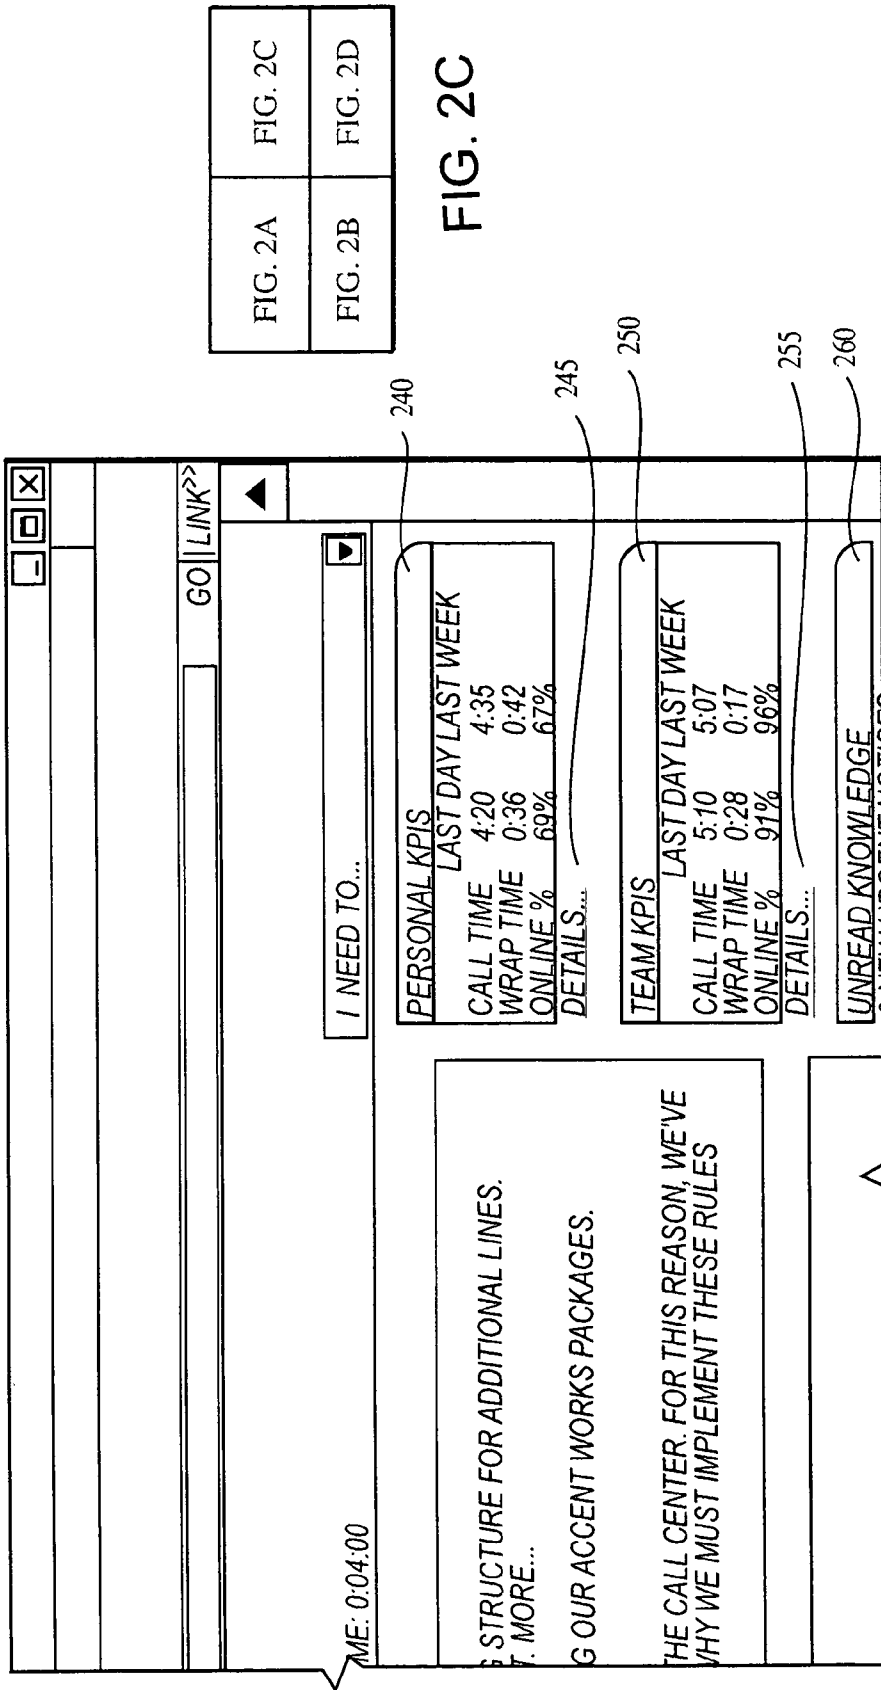 FIG. 2A FIG. 2C
FIG. 2B FIG. 2D
FIG. 2C
GO LINK>>
ME: 0:04:00
I NEED TO...
STRUCTURE FOR ADDITIONAL LINES.
T. MORE...
G OUR ACCENT WORKS PACKAGES.
HE CALL CENTER. FOR THIS REASON, WE'VE
WHY WE MUST IMPLEMENT THESE RULES
PERSONAL KPIS
240
LAST DAY LAST WEEK
CALL TIME 4:20 4:35
WRAP TIME 0:36 0:42
ONLINE % 69% 67%
DETAILS...
245
TEAM KPIS
250
LAST DAY LAST WEEK
CALL TIME 5:10 5:07
WRAP TIME 0:28 0:17
ONLINE % 91% 96%
DETAILS...
255
UNREAD KNOWLEDGE
260